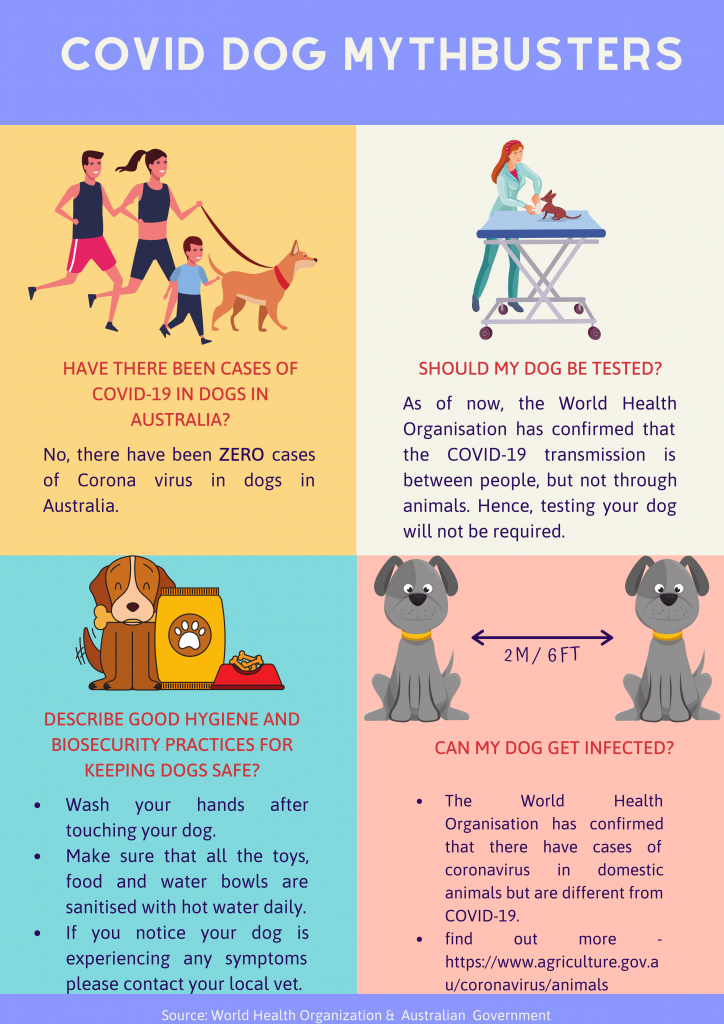 COVID DOG MYTHBUSTERS
HAVE THERE BEEN CASES OF
COVID-19 IN DOGS IN
AUSTRALIA?
No, there have been ZERO cases
of Corona virus in dogs in
Australia.
SHOULD MY DOG BE TESTED?
As of now, the World Health
Organisation has confirmed that
the COVID-19 transmission is
between people, but not through
animals. Hence, testing your dog
will not be required.
DESCRIBE GOOD HYGIENE AND
BIOSECURITY PRACTICES FOR
KEEPING DOGS SAFE?
• Wash your hands after
touching your dog.
• Make sure that all the toys,
food and water bowls are
sanitised with hot water daily.
• If you notice your dog is
experiencing any symptoms
please contact your local vet.
2M/ 6FT
CAN MY DOG GET INFECTED?
• The World Health
Organisation has confirmed
that there have cases of
coronavirus in domestic
animals but are different from
COVID-19.
• find out more -
https://www.agriculture.gov.a
u/coronavirus/animals
Source: World Health Organization & Australian Government